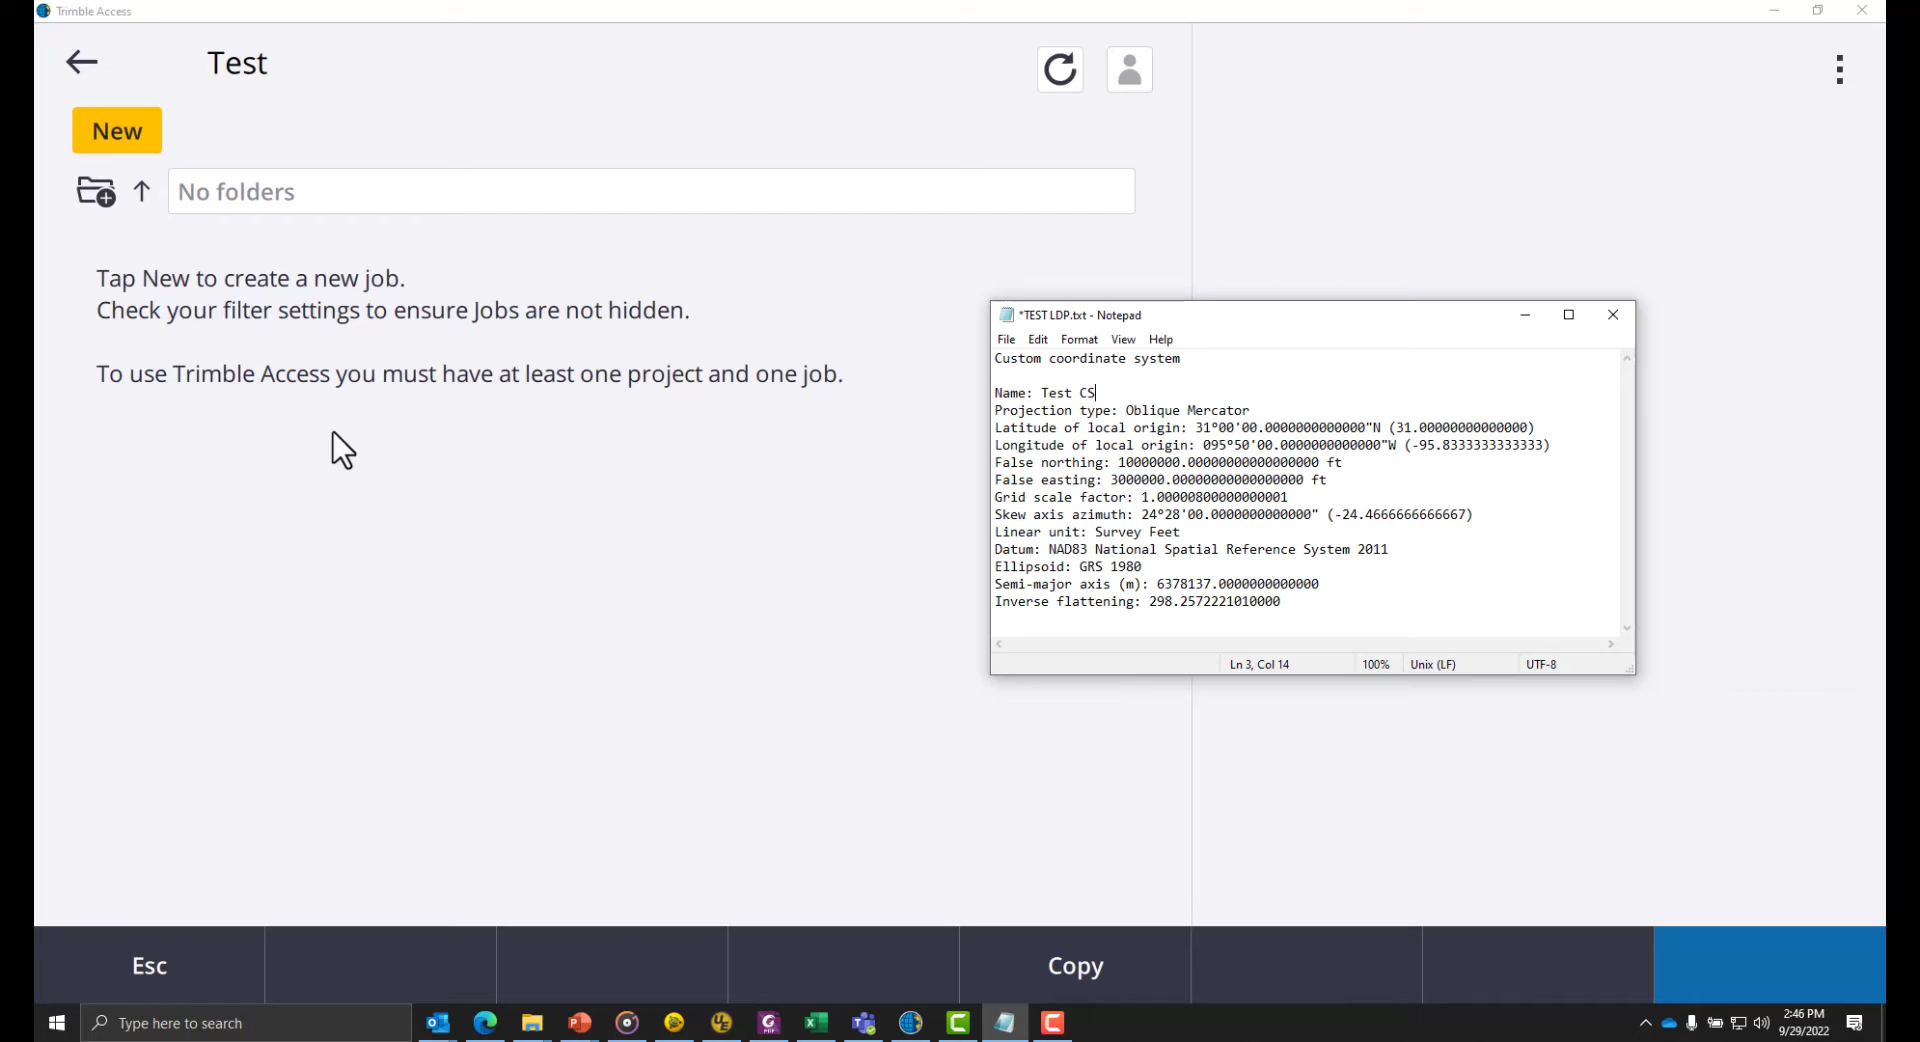 Trimble Access
Test
New
No folders
Tap New to create a new job.
Check your filter settings to ensure Jobs are not hidden.
To use Trimble Access you must have at least one project and one job.
*TEST LDP.txt - Notepad
File Edit Format View Help
Custom coordinate system
Name: Test CS
Projection type: Oblique Mercator
Latitude of local origin: 31°00'00.0000000000000"N (31.00000000000000)
Longitude of local origin: 095°50'00.0000000000000"W (-95.8333333333333)
False northing: 10000000.00000000000000000 ft
False easting: 3000000.00000000000000000 ft
Grid scale factor: 1.00000800000000001
Skew axis azimuth: 24°28'00.0000000000000" (-24.4666666666667)
Linear unit: Survey Feet
Datum: NAD83 National Spatial Reference System 2011
Ellipsoid: GRS 1980
Semi-major axis (m): 6378137.0000000000000
Inverse flattening: 298.2572221010000
Ln 3, Col 14 100% Unix (LF) UTF-8
Esc Copy
Type here to search
2:46 PM
9/29/2022